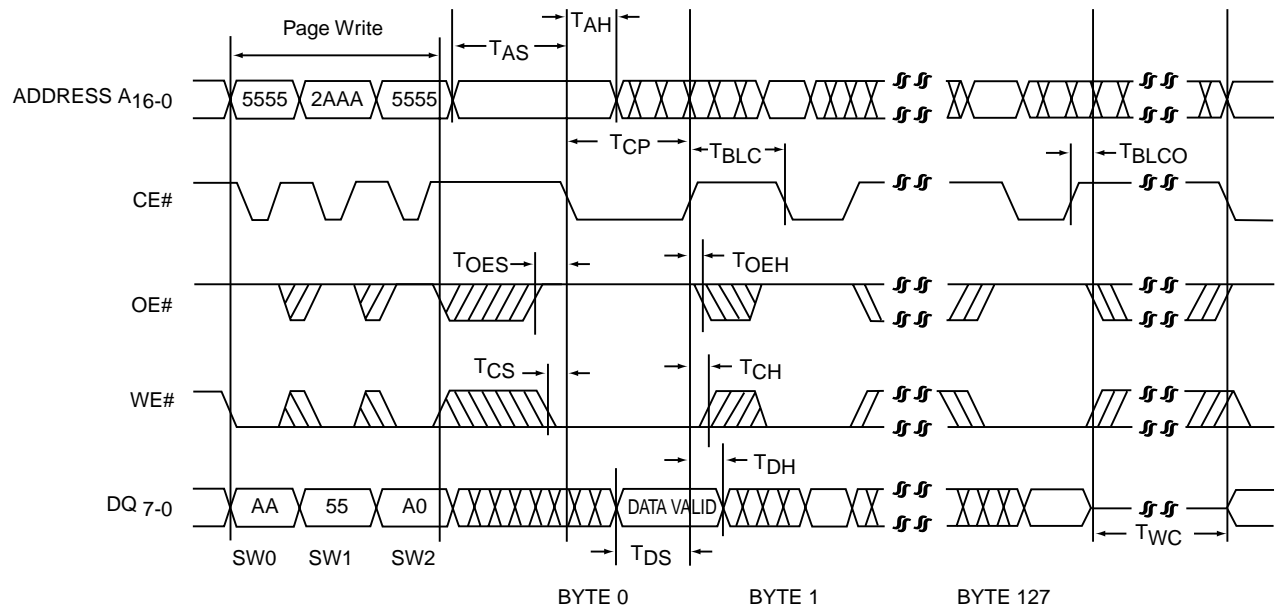 Page Write
TAH
TAS
ADDRESS A16-0
5555
2AAA
5555
TCP
TBLC
TBLCO
CE#
TOES
TOEH
OE#
TCS
TCH
WE#
TDH
DQ 7-0
AA
55
A0
DATA VALID
SW0
SW1
SW2
TDS
TWC
BYTE 0
BYTE 1
BYTE 127